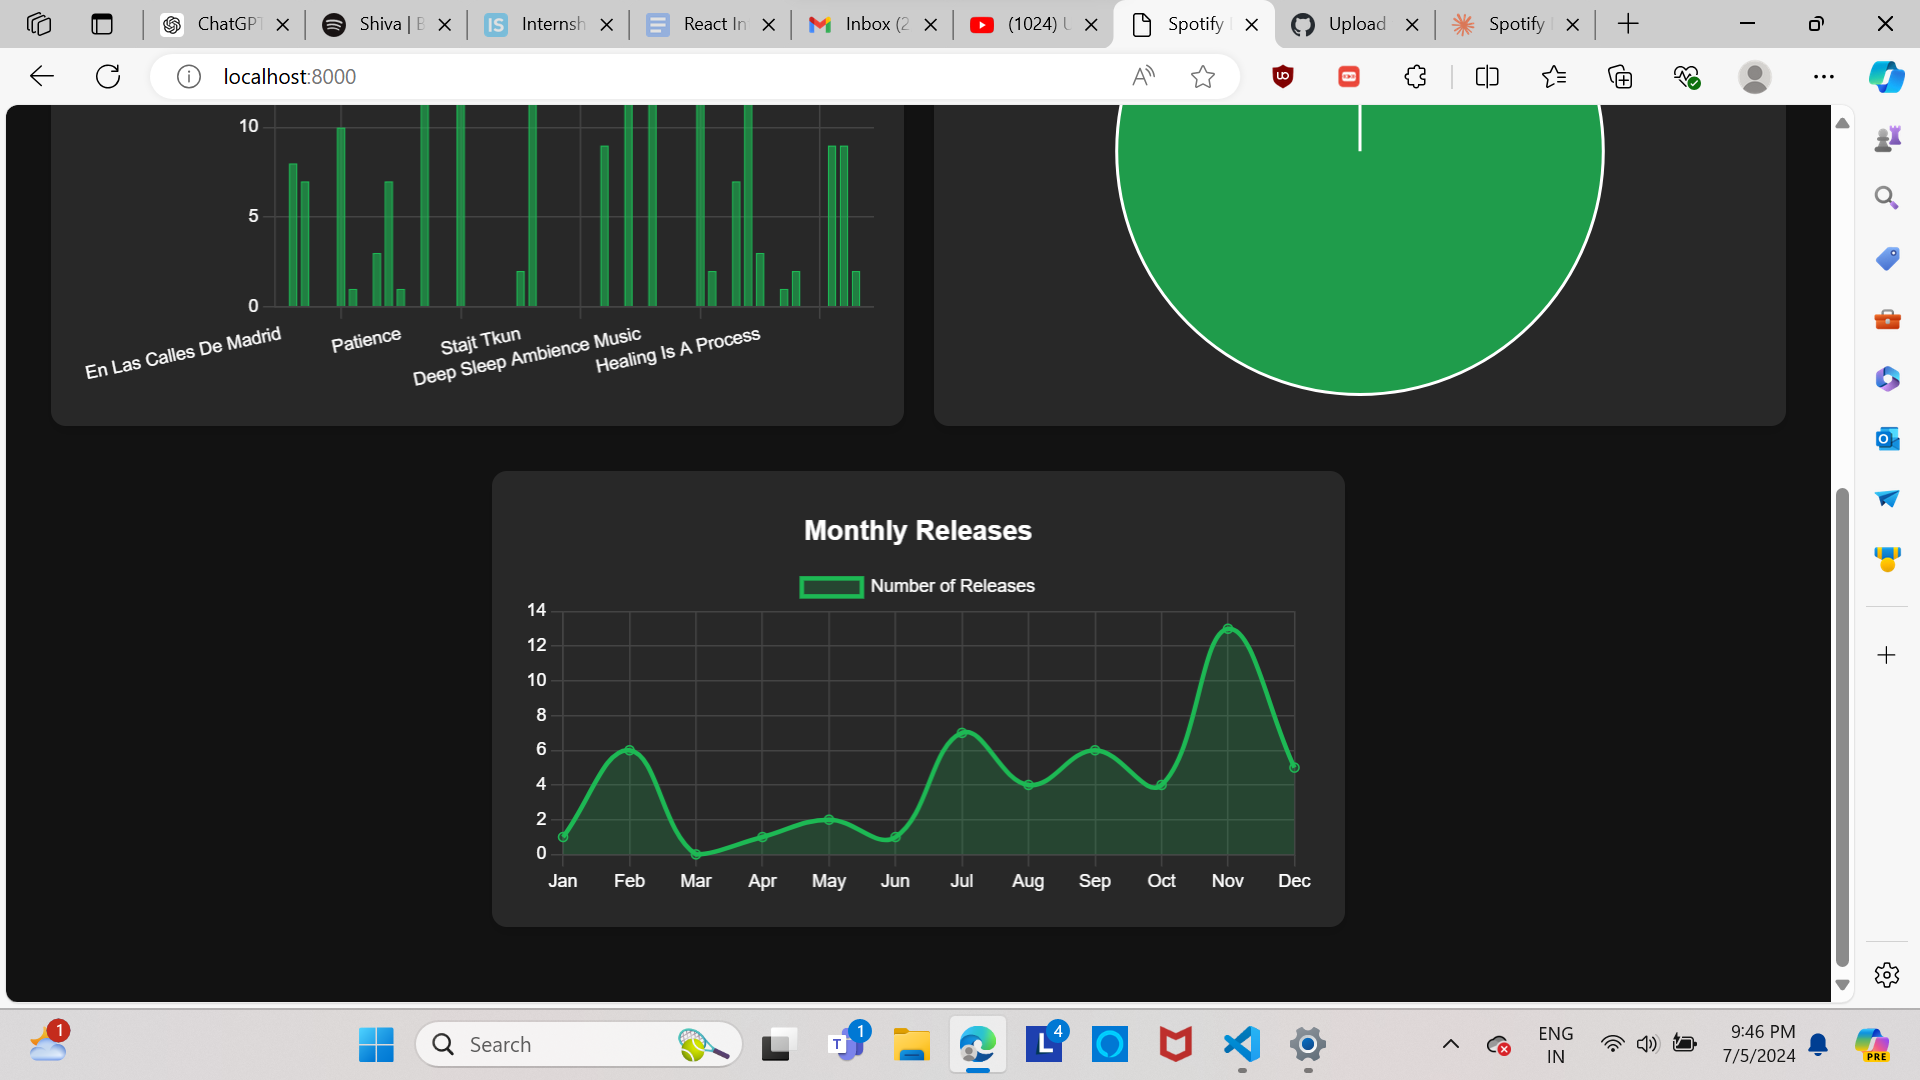 ChatGPT
Shiva | B
Internsh
React In
Inbox (2
(1024) U
Spotify
Upload
Spotify
localhost:8000
10
5
0
En Las Calles De Madrid
Patience
Stajt Tkun
Deep Sleep Ambience Music
Healing Is A Process
Monthly Releases
Number of Releases
14
12
10
8
6
4
2
0
Jan Feb Mar Apr May Jun Jul Aug Sep Oct Nov Dec
1
Search
1
4
ENG
IN
9:46 PM
7/5/2024
PRE